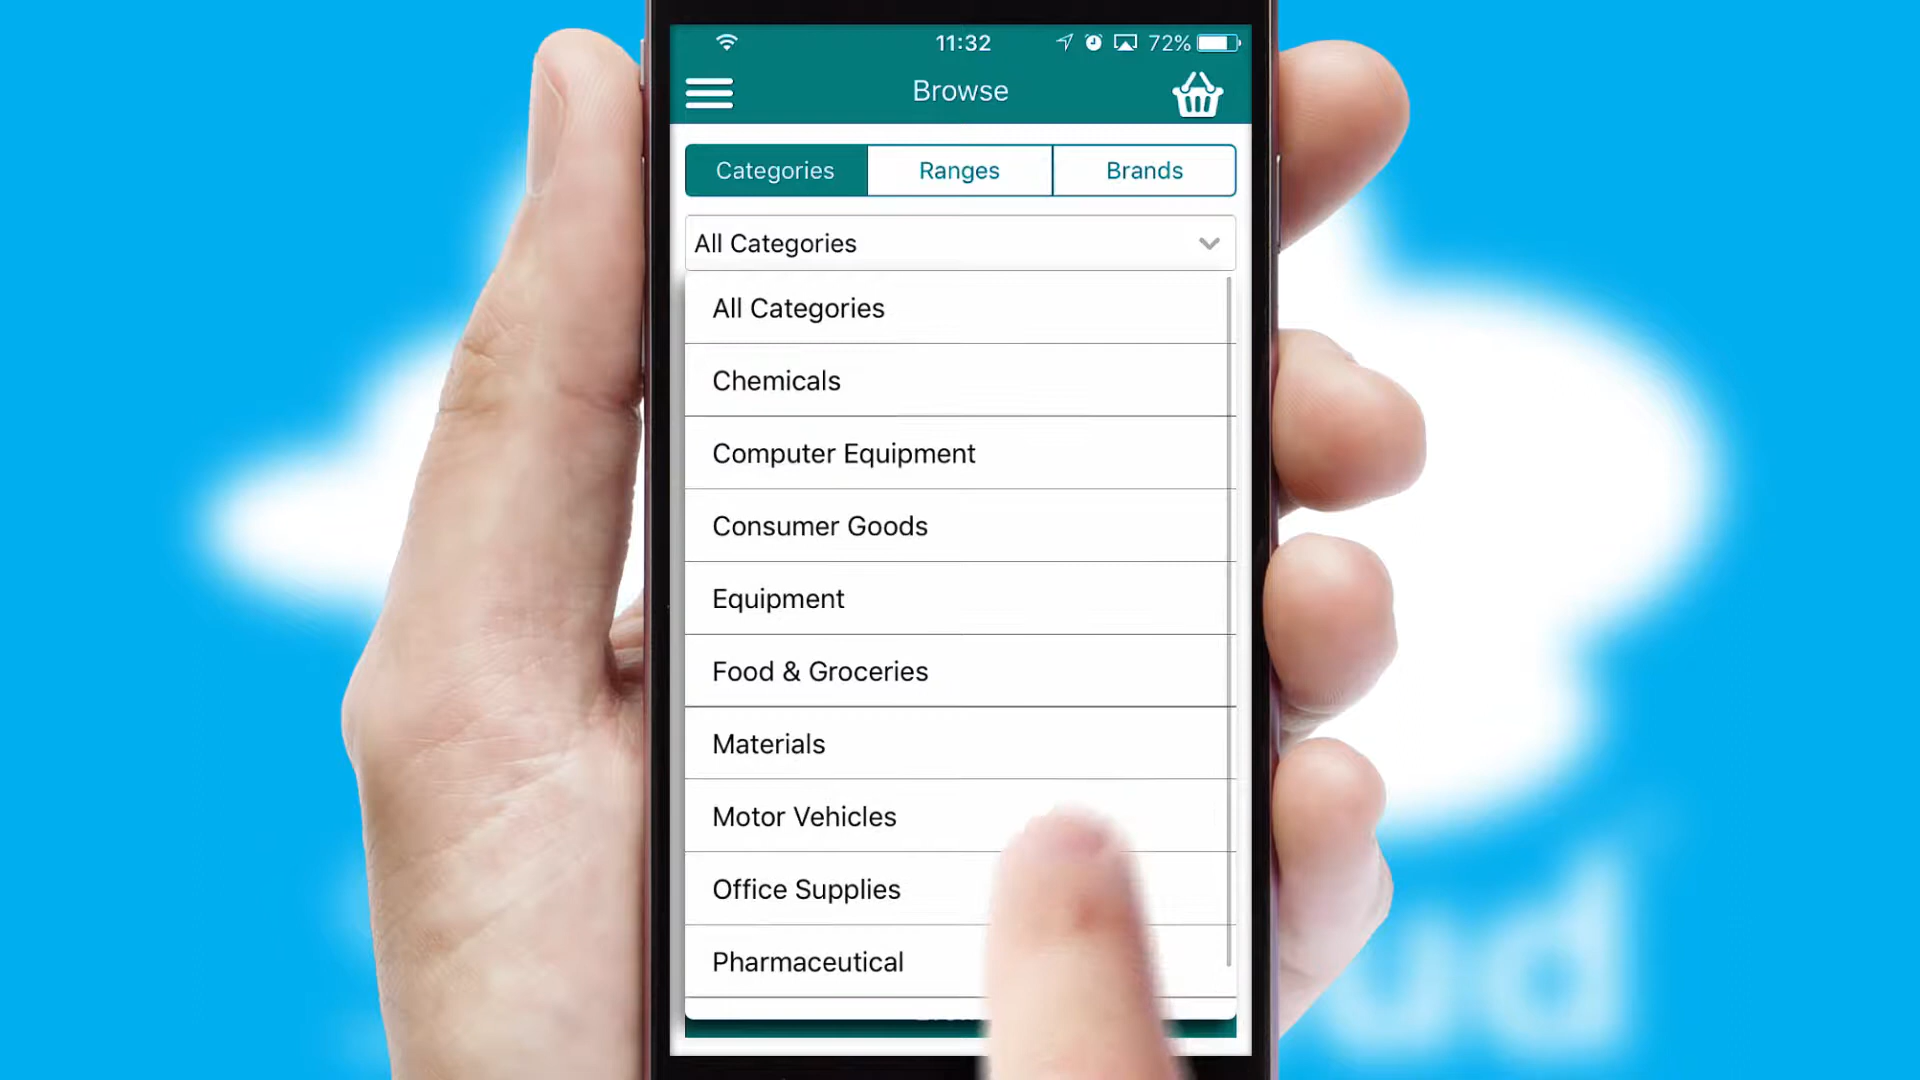 11:32
72%
Browse
Categories
Ranges
Brands
All Categories
All Categories
Chemicals
Computer Equipment
Consumer Goods
Equipment
Food & Groceries
Materials
Motor Vehicles
Office Supplies
Pharmaceutical
ud